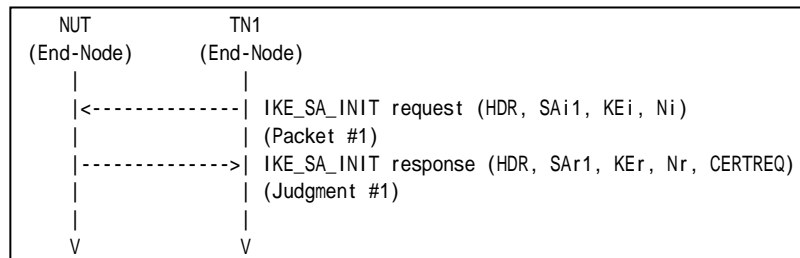 NUT TN1
(End-Node) (End-Node)
| |
|<--------------| IKE_SA_INIT request (HDR, SAi1, KEi, Ni)
| | (Packet #1)
|-------------->| IKE_SA_INIT response (HDR, SAr1, KEr, Nr, CERTREQ)
| | (Judgment #1)
| |
V V